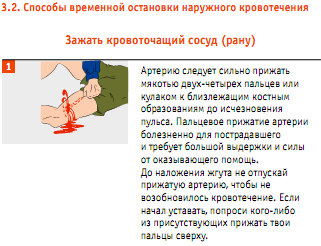 3.2. Способы временной остановки наружного кровотечения
Зажать кровоточащий сосуд (рану)
1
Артерию следует сильно прижать
мякотью двух-четырех пальцев или
кулаком к близлежащим костным
образованиям до исчезновения
пульса. Пальцевое прижатие артерии
болезненно для пострадавшего
и требует большой выдержки и силы
от оказывающего помощь.
До наложения жгута не отпускай
прижатую артерию, чтобы не
возобновилось кровотечение. Если
начал уставать, попроси кого-либо
из присутствующих прижать твои
пальцы сверху.